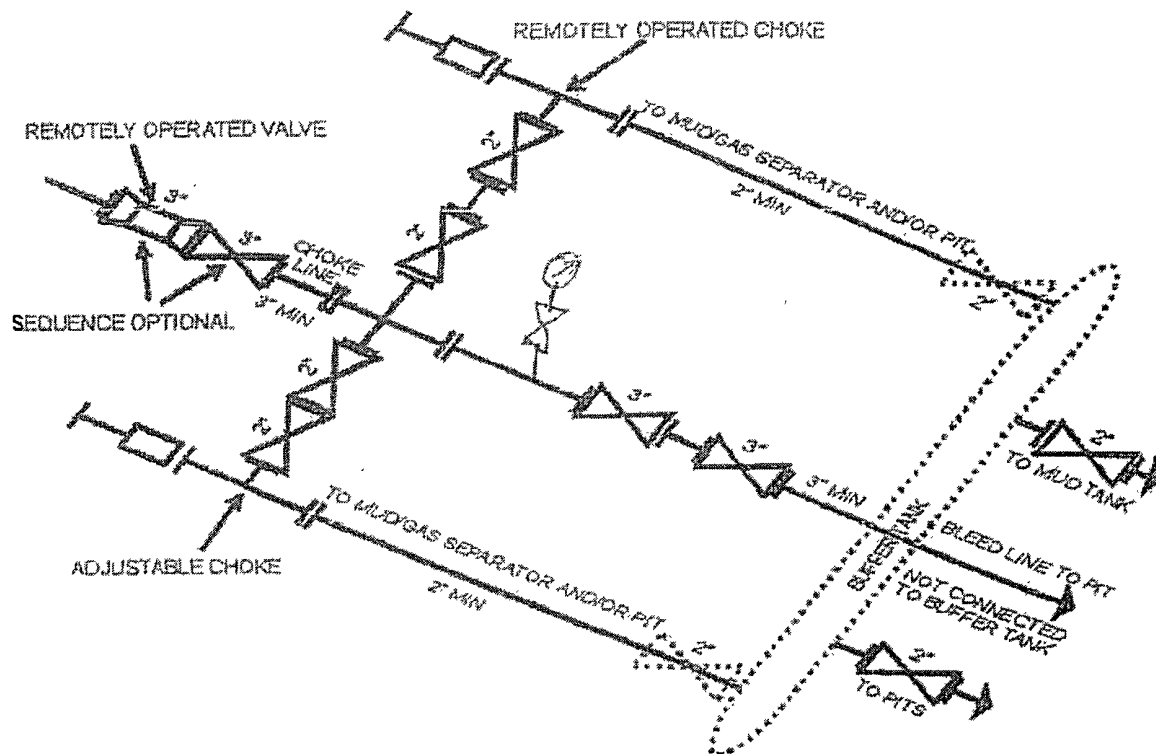 REMOTELY OPERATED CHOKE
REMOTELY OPERATED VALVE
3"
3"
SEQUENCE OPTIONAL
CHOKE
LINE
3" MIN
2"
2"
TO MUD/GAS SEPARATOR AND/OR PIT
2" MIN
2"
2"
2"
ADJUSTABLE CHOKE
TO MUD/GAS SEPARATOR AND/OR PIT
2" MIN
2"
3"
3"
3" MIN
BUFFER TANK
2"
TO MUD TANK
BLEED LINE TO PIT
NOT CONNECTED
TO BUFFER TANK
2"
TO PITS